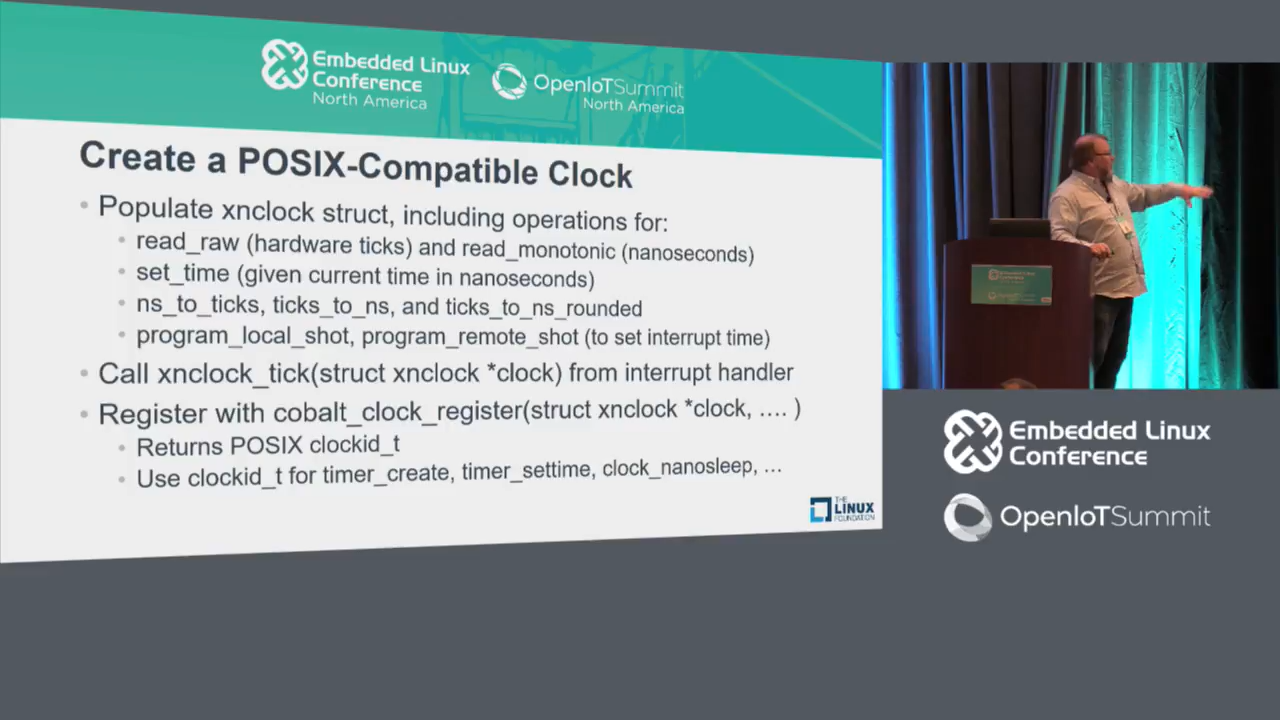 Embedded Linux
Conference
North America
OpenIoTSummit
North America
Create a POSIX-Compatible Clock
• Populate xnclock struct, including operations for:
• read_raw (hardware ticks) and read_monotonic (nanoseconds)
• set_time (given current time in nanoseconds)
• ns_to_ticks, ticks_to_ns, and ticks_to_ns_rounded
• program_local_shot, program_remote_shot (to set interrupt time)
• Call xnclock_tick(struct xnclock *clock) from interrupt handler
• Register with cobalt_clock_register(struct xnclock *clock, .... )
• Returns POSIX clockid_t
• Use clockid_t for timer_create, timer_settime, clock_nanosleep, ...
THE
LINUX
FOUNDATION
Embedded Linux
Conference
Embedded Linux
Conference
OpenIoTSummit